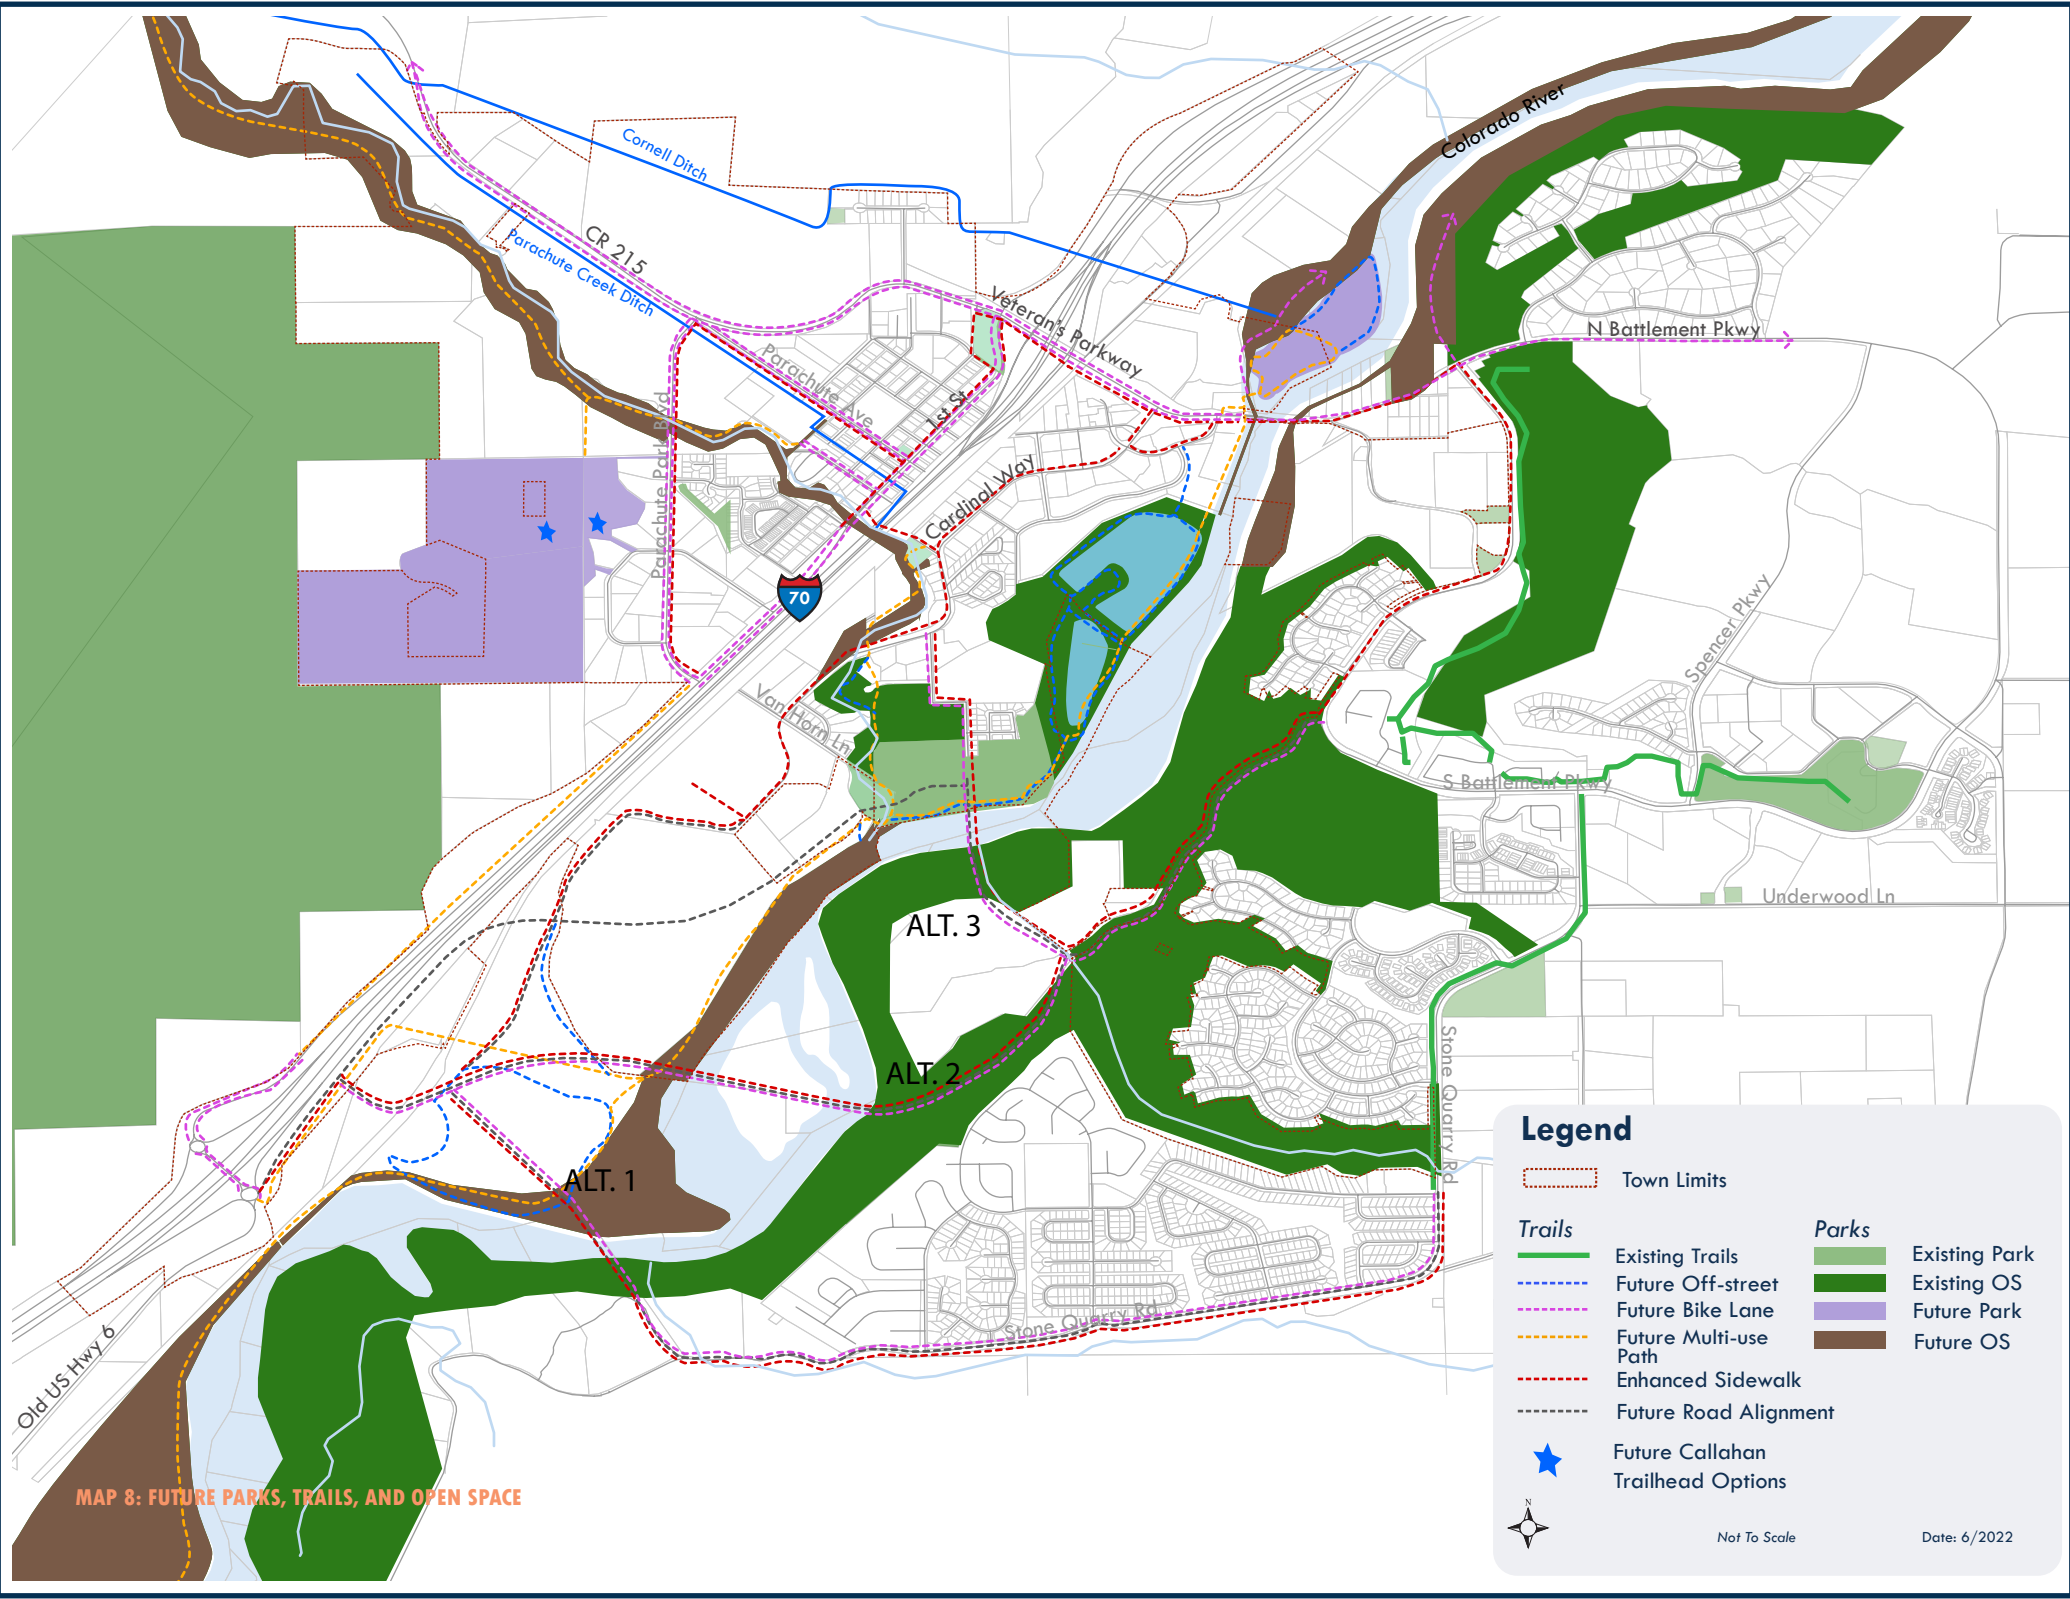 Cornell Ditch
Colorado River
CR 215
Parachute Creek Ditch
Veteran's Parkway
N Battlement Pkwy
Parachute Ave
1st St
Parachute Park Blvd
Cardinal Way
70
Spencer Pkwy
Van Horn Ln
S Battlement Pkwy
Underwood Ln
ALT. 3
ALT. 2
Stone Quarry Rd
ALT. 1
Stone Quarry Rd
Old US Hwy 6
MAP 8: FUTURE PARKS, TRAILS, AND OPEN SPACE
Legend
Town Limits
Trails
Existing Trails
Future Off-street
Future Bike Lane
Future Multi-use
Path
Enhanced Sidewalk
Future Road Alignment
Parks
Existing Park
Existing OS
Future Park
Future OS
Future Callahan
Trailhead Options
N
Not To Scale
Date: 6/2022